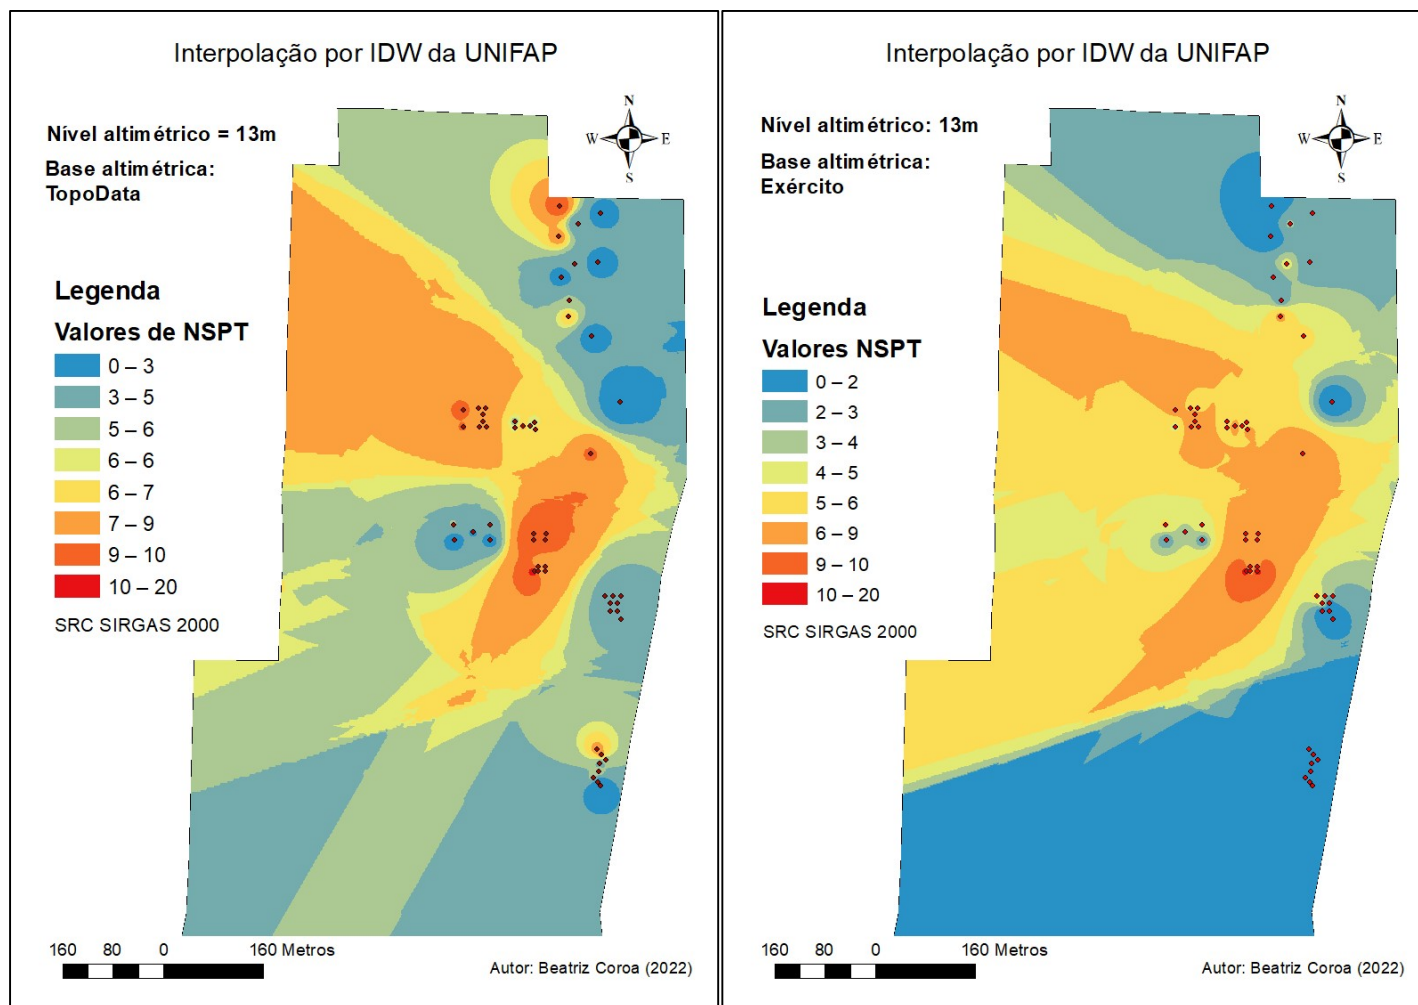 Interpolação por IDW da UNIFAP
Nível altimétrico = 13m
Base altimétrica:
TopoData
N
W
E
S
Legenda
Valores de NSPT
0 – 3
3 – 5
5 – 6
6 – 6
6 – 7
7 – 9
9 – 10
10 – 20
SRC SIRGAS 2000
160 80 0 160 Metros
Autor: Beatriz Coroa (2022)
Interpolação por IDW da UNIFAP
Nível altimétrico: 13m
Base altimétrica:
Exército
N
W
E
S
Legenda
Valores NSPT
0 – 2
2 – 3
3 – 4
4 – 5
5 – 6
6 – 9
9 – 10
10 – 20
SRC SIRGAS 2000
160 80 0 160 Metros
Autor: Beatriz Coroa (2022)